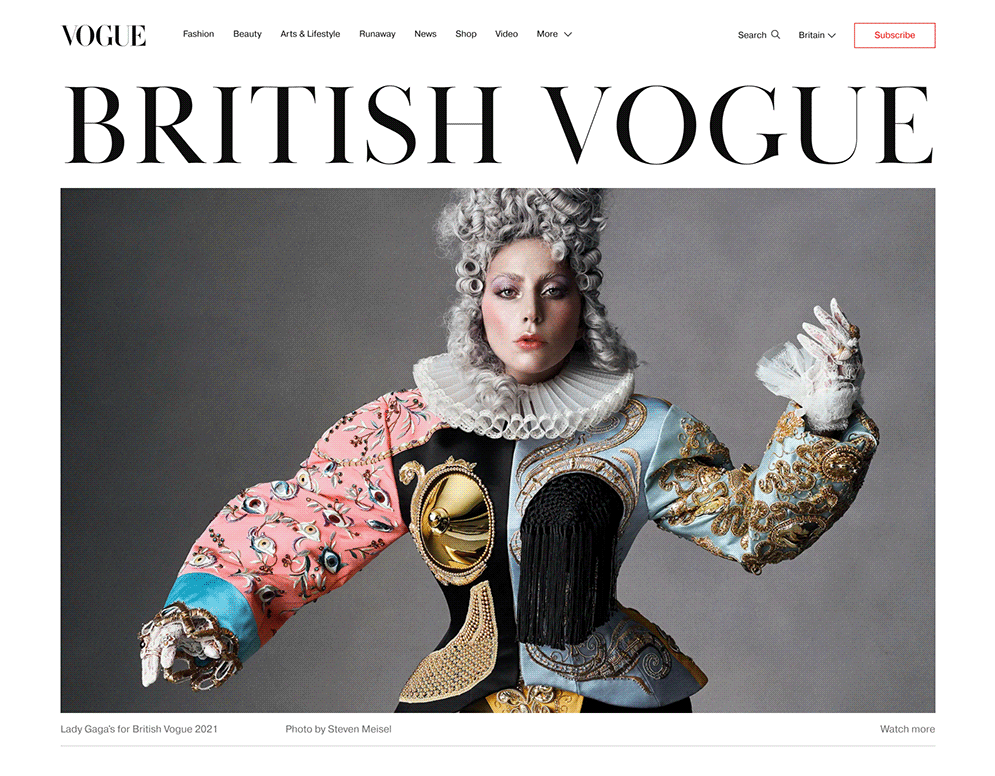 VOGUE Fashion Beauty Arts & Lifestyle Runaway News Shop Video More Search Britain Subscribe
BRITISH VOGUE
Lady Gaga's for British Vogue 2021 Photo by Steven Meisel Watch more